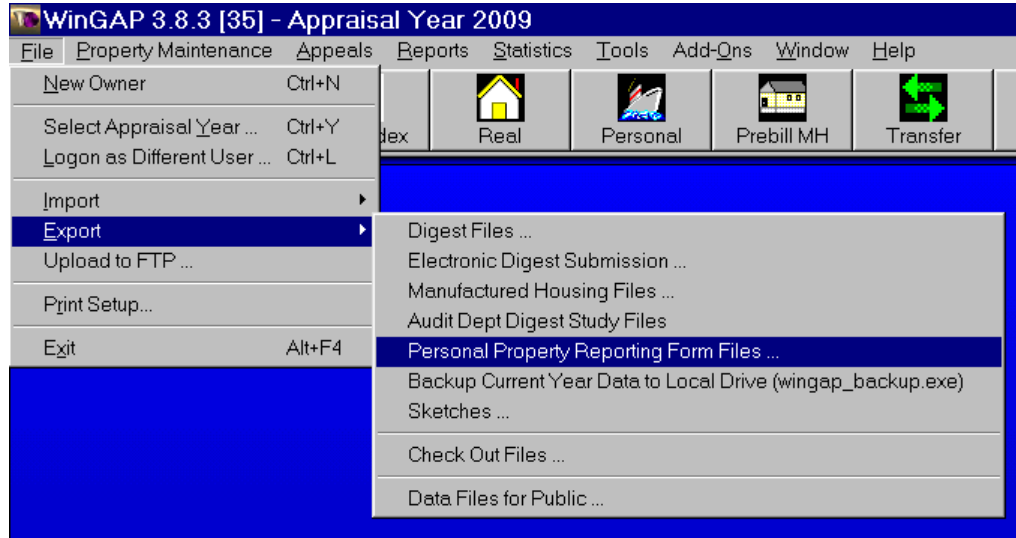 WinGAP 3.8.3 [35] - Appraisal Year 2009
File Property Maintenance Appeals Reports Statistics Tools Add-Ons Window Help
New Owner Ctrl+N
Select Appraisal Year ... Ctrl+Y
Logon as Different User ... Ctrl+L
Import
Export
Upload to FTP ...
Print Setup...
Exit Alt+F4
dex Real Personal Prebill MH Transfer
Digest Files ...
Electronic Digest Submission ...
Manufactured Housing Files ...
Audit Dept Digest Study Files
Personal Property Reporting Form Files ...
Backup Current Year Data to Local Drive (wingap_backup.exe)
Sketches ...
Check Out Files ...
Data Files for Public ...